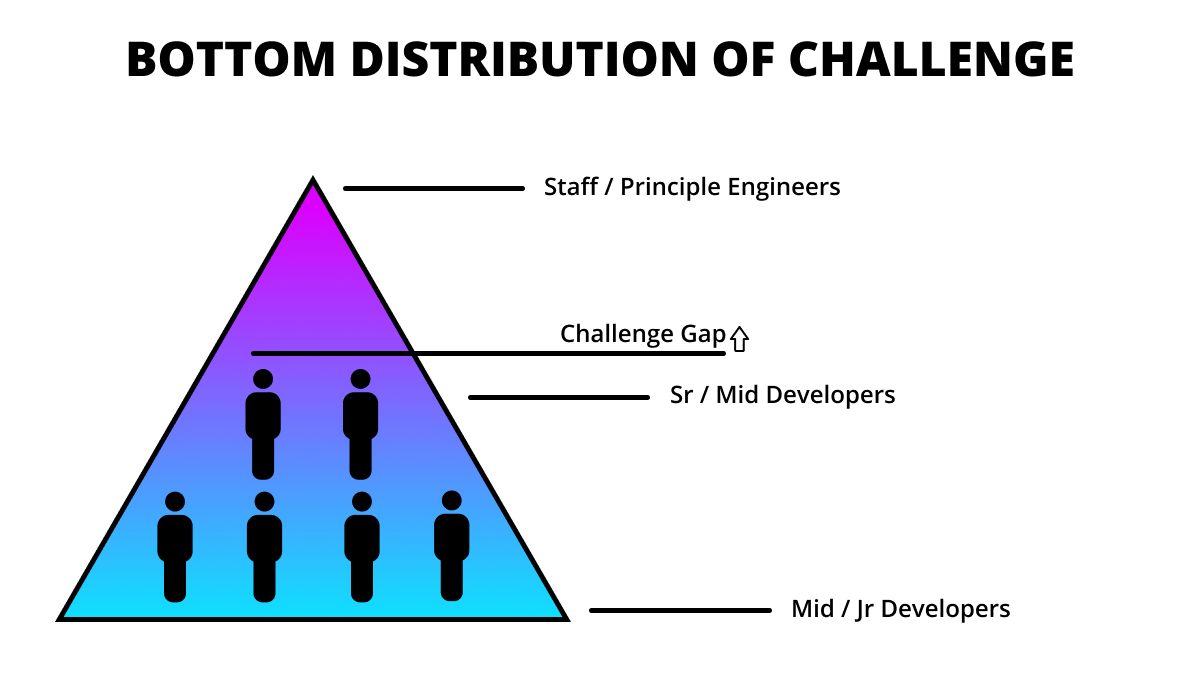 BOTTOM DISTRIBUTION OF CHALLENGE
Staff / Principle Engineers
Challenge Gap
Sr / Mid Developers
Mid / Jr Developers